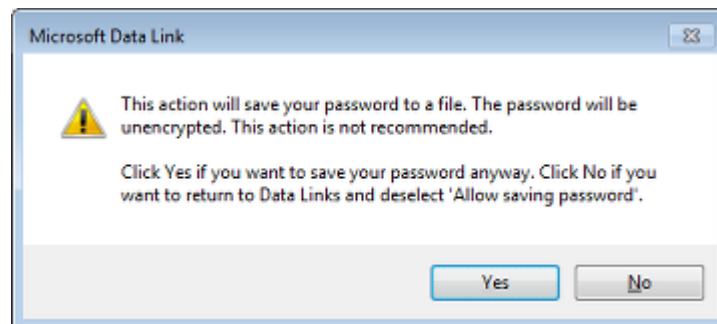 Microsoft Data Link
This action will save your password to a file. The password will be
unencrypted. This action is not recommended.
Click Yes if you want to save your password anyway. Click No if you
want to return to Data Links and deselect 'Allow saving password'.
Yes No